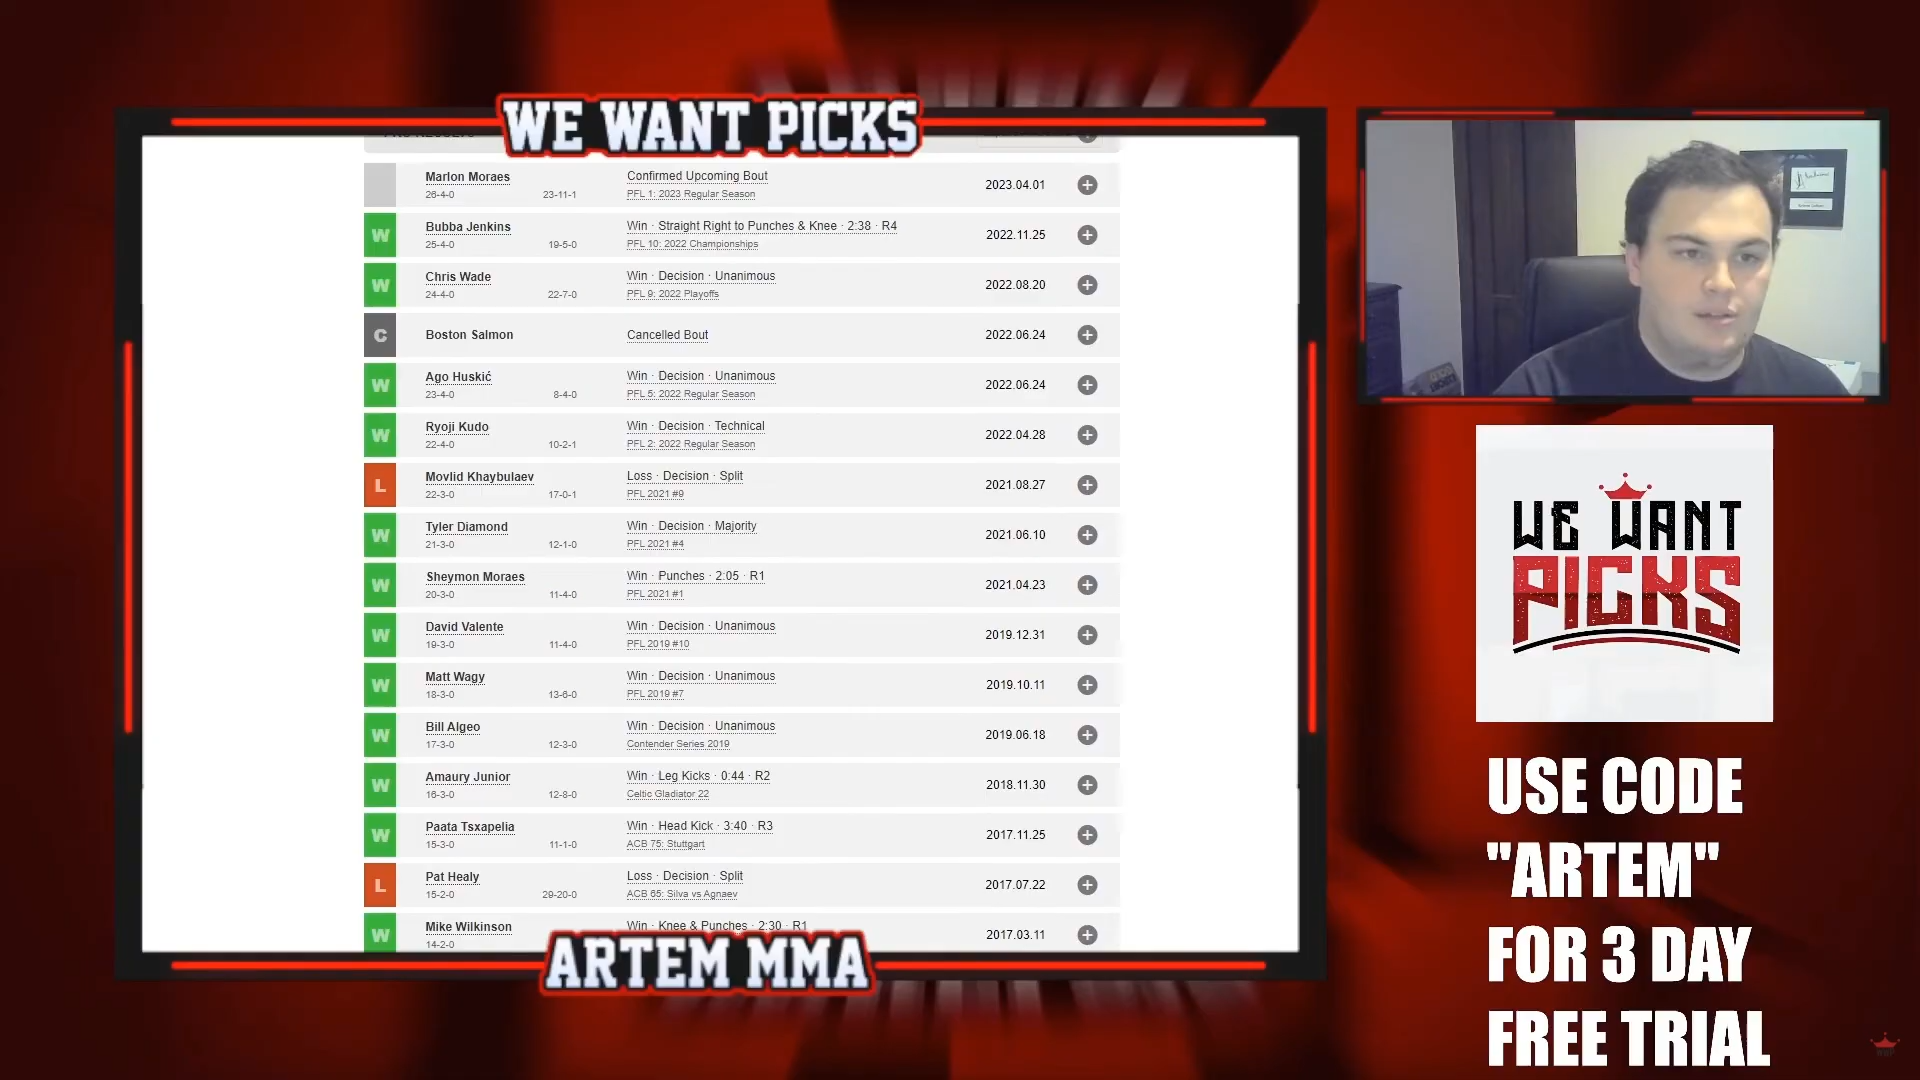 WE WANT PICKS
Marlon Moraes Confirmed Upcoming Bout 2023.04.01
26-4-0 23-11-1 PFL 1: 2023 Regular Season
W Bubba Jenkins Win · Straight Right to Punches & Knee · 2:38 · R4 2022.11.25
25-4-0 19-5-0 PFL 10: 2022 Championships
W Chris Wade Win · Decision · Unanimous 2022.08.20
24-4-0 22-7-0 PFL 9: 2022 Playoffs
C Boston Salmon Cancelled Bout 2022.06.24
W Ago Huskić Win · Decision · Unanimous 2022.06.24
23-4-0 8-4-0 PFL 5: 2022 Regular Season
W Ryoji Kudo Win · Decision · Technical 2022.04.28
22-4-0 10-2-1 PFL 2: 2022 Regular Season
L Movlid Khaybulaev Loss · Decision · Split 2021.08.27
22-3-0 17-0-1 PFL 2021 #9
W Tyler Diamond Win · Decision · Majority 2021.06.10
21-3-0 12-1-0 PFL 2021 #4
W Sheymon Moraes Win · Punches · 2:05 · R1 2021.04.23
20-3-0 11-4-0 PFL 2021 #1
W David Valente Win · Decision · Unanimous 2019.12.31
19-3-0 11-4-0 PFL 2019 #10
W Matt Wagy Win · Decision · Unanimous 2019.10.11
18-3-0 13-6-0 PFL 2019 #7
W Bill Algeo Win · Decision · Unanimous 2019.06.18
17-3-0 12-3-0 Contender Series 2019
W Amaury Junior Win · Leg Kicks · 0:44 · R2 2018.11.30
16-3-0 12-8-0 Celtic Gladiator 22
W Paata Tsxapelia Win · Head Kick · 3:40 · R3 2017.11.25
15-3-0 11-1-0 ACB 75: Stuttgart
L Pat Healy Loss · Decision · Split 2017.07.22
15-2-0 29-20-0 ACB 65: Silva vs Agnaev
W Mike Wilkinson Win · Knee & Punches · 2:30 · R1 2017.03.11
14-2-0
ARTEM MMA
WE WANT
PICKS
USE CODE
"ARTEM"
FOR 3 DAY
FREE TRIAL